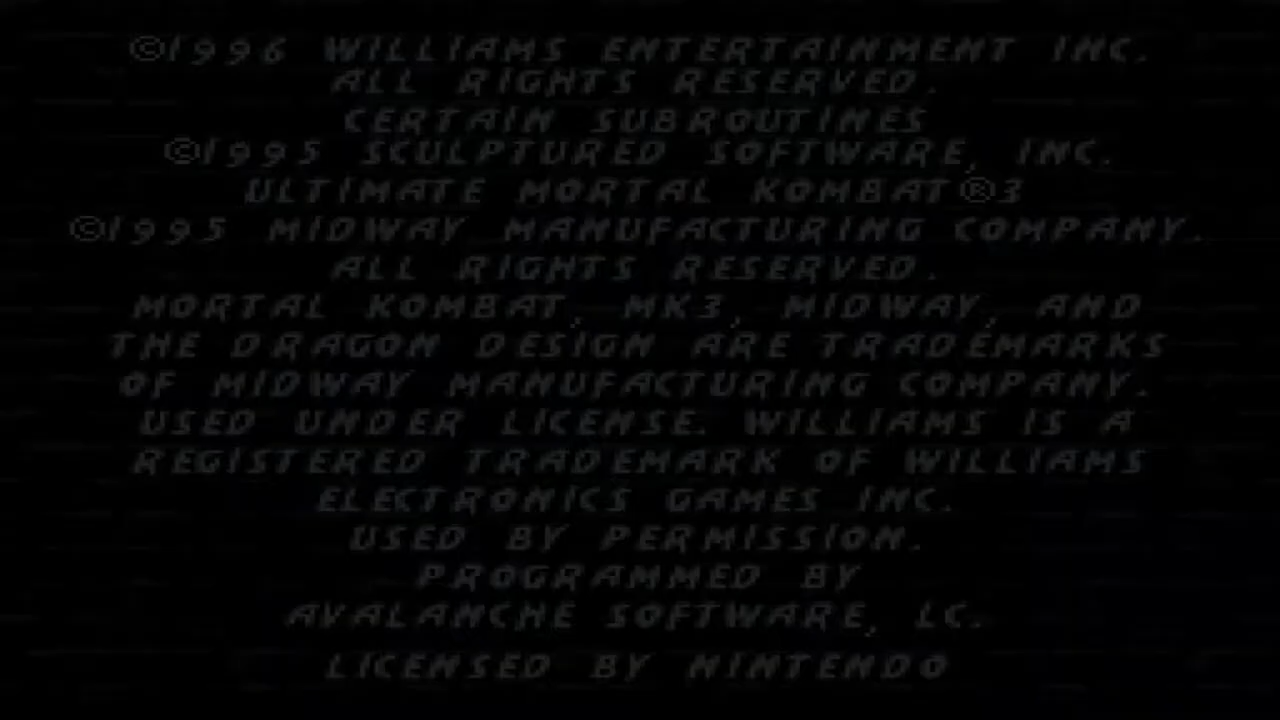 ©1996 WILLIAMS ENTERTAINMENT INC.
ALL RIGHTS RESERVED.
CERTAIN SUBROUTINES
©1995 SCULPTURED SOFTWARE, INC.
ULTIMATE MORTAL KOMBAT®3
©1995 MIDWAY MANUFACTURING COMPANY.
ALL RIGHTS RESERVED.
MORTAL KOMBAT, MK3, MIDWAY, AND
THE DRAGON DESIGN ARE TRADEMARKS
OF MIDWAY MANUFACTURING COMPANY.
USED UNDER LICENSE. WILLIAMS IS A
REGISTERED TRADEMARK OF WILLIAMS
ELECTRONICS GAMES INC.
USED BY PERMISSION.
PROGRAMMED BY
AVALANCHE SOFTWARE, LC.
LICENSED BY NINTENDO